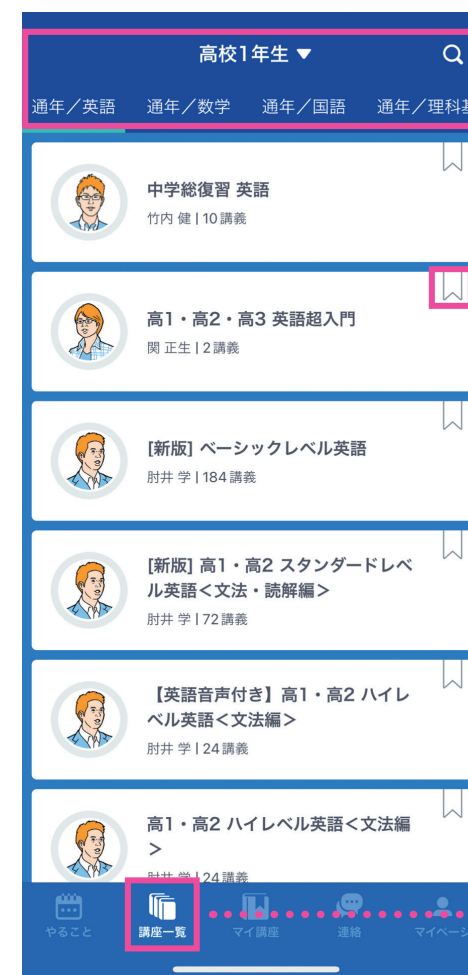 高校1年生 ▼
通年／英語 通年／数学 通年／国語 通年／理科基
中学総復習 英語
竹内 健 | 10 講義
高1・高2・高3 英語超入門
関 正生 | 2 講義
[新版] ベーシックレベル英語
肘井 学 | 184 講義
[新版] 高1・高2 スタンダードレベ
ル英語＜文法・読解編＞
肘井 学 | 72 講義
【英語音声付き】高1・高2 ハイレ
ベル英語＜文法編＞
肘井 学 | 24 講義
高1・高2 ハイレベル英語＜文法編
＞
肘井 学 | 24 講義
やること 講座一覧 マイ講座 連絡 マイペー